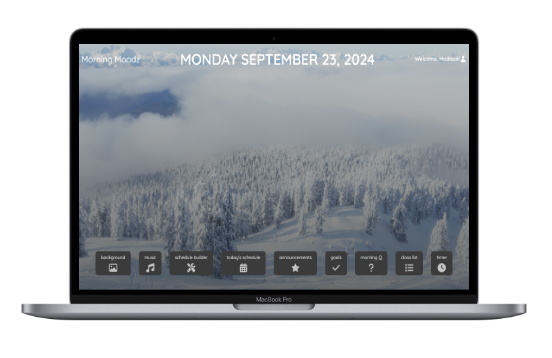 Morning Moodz
MONDAY SEPTEMBER 23, 2024
Welcome, Madison
background
music
schedule builder
today's schedule
announcements
goals
morning Q
class list
timer
MacBook Pro